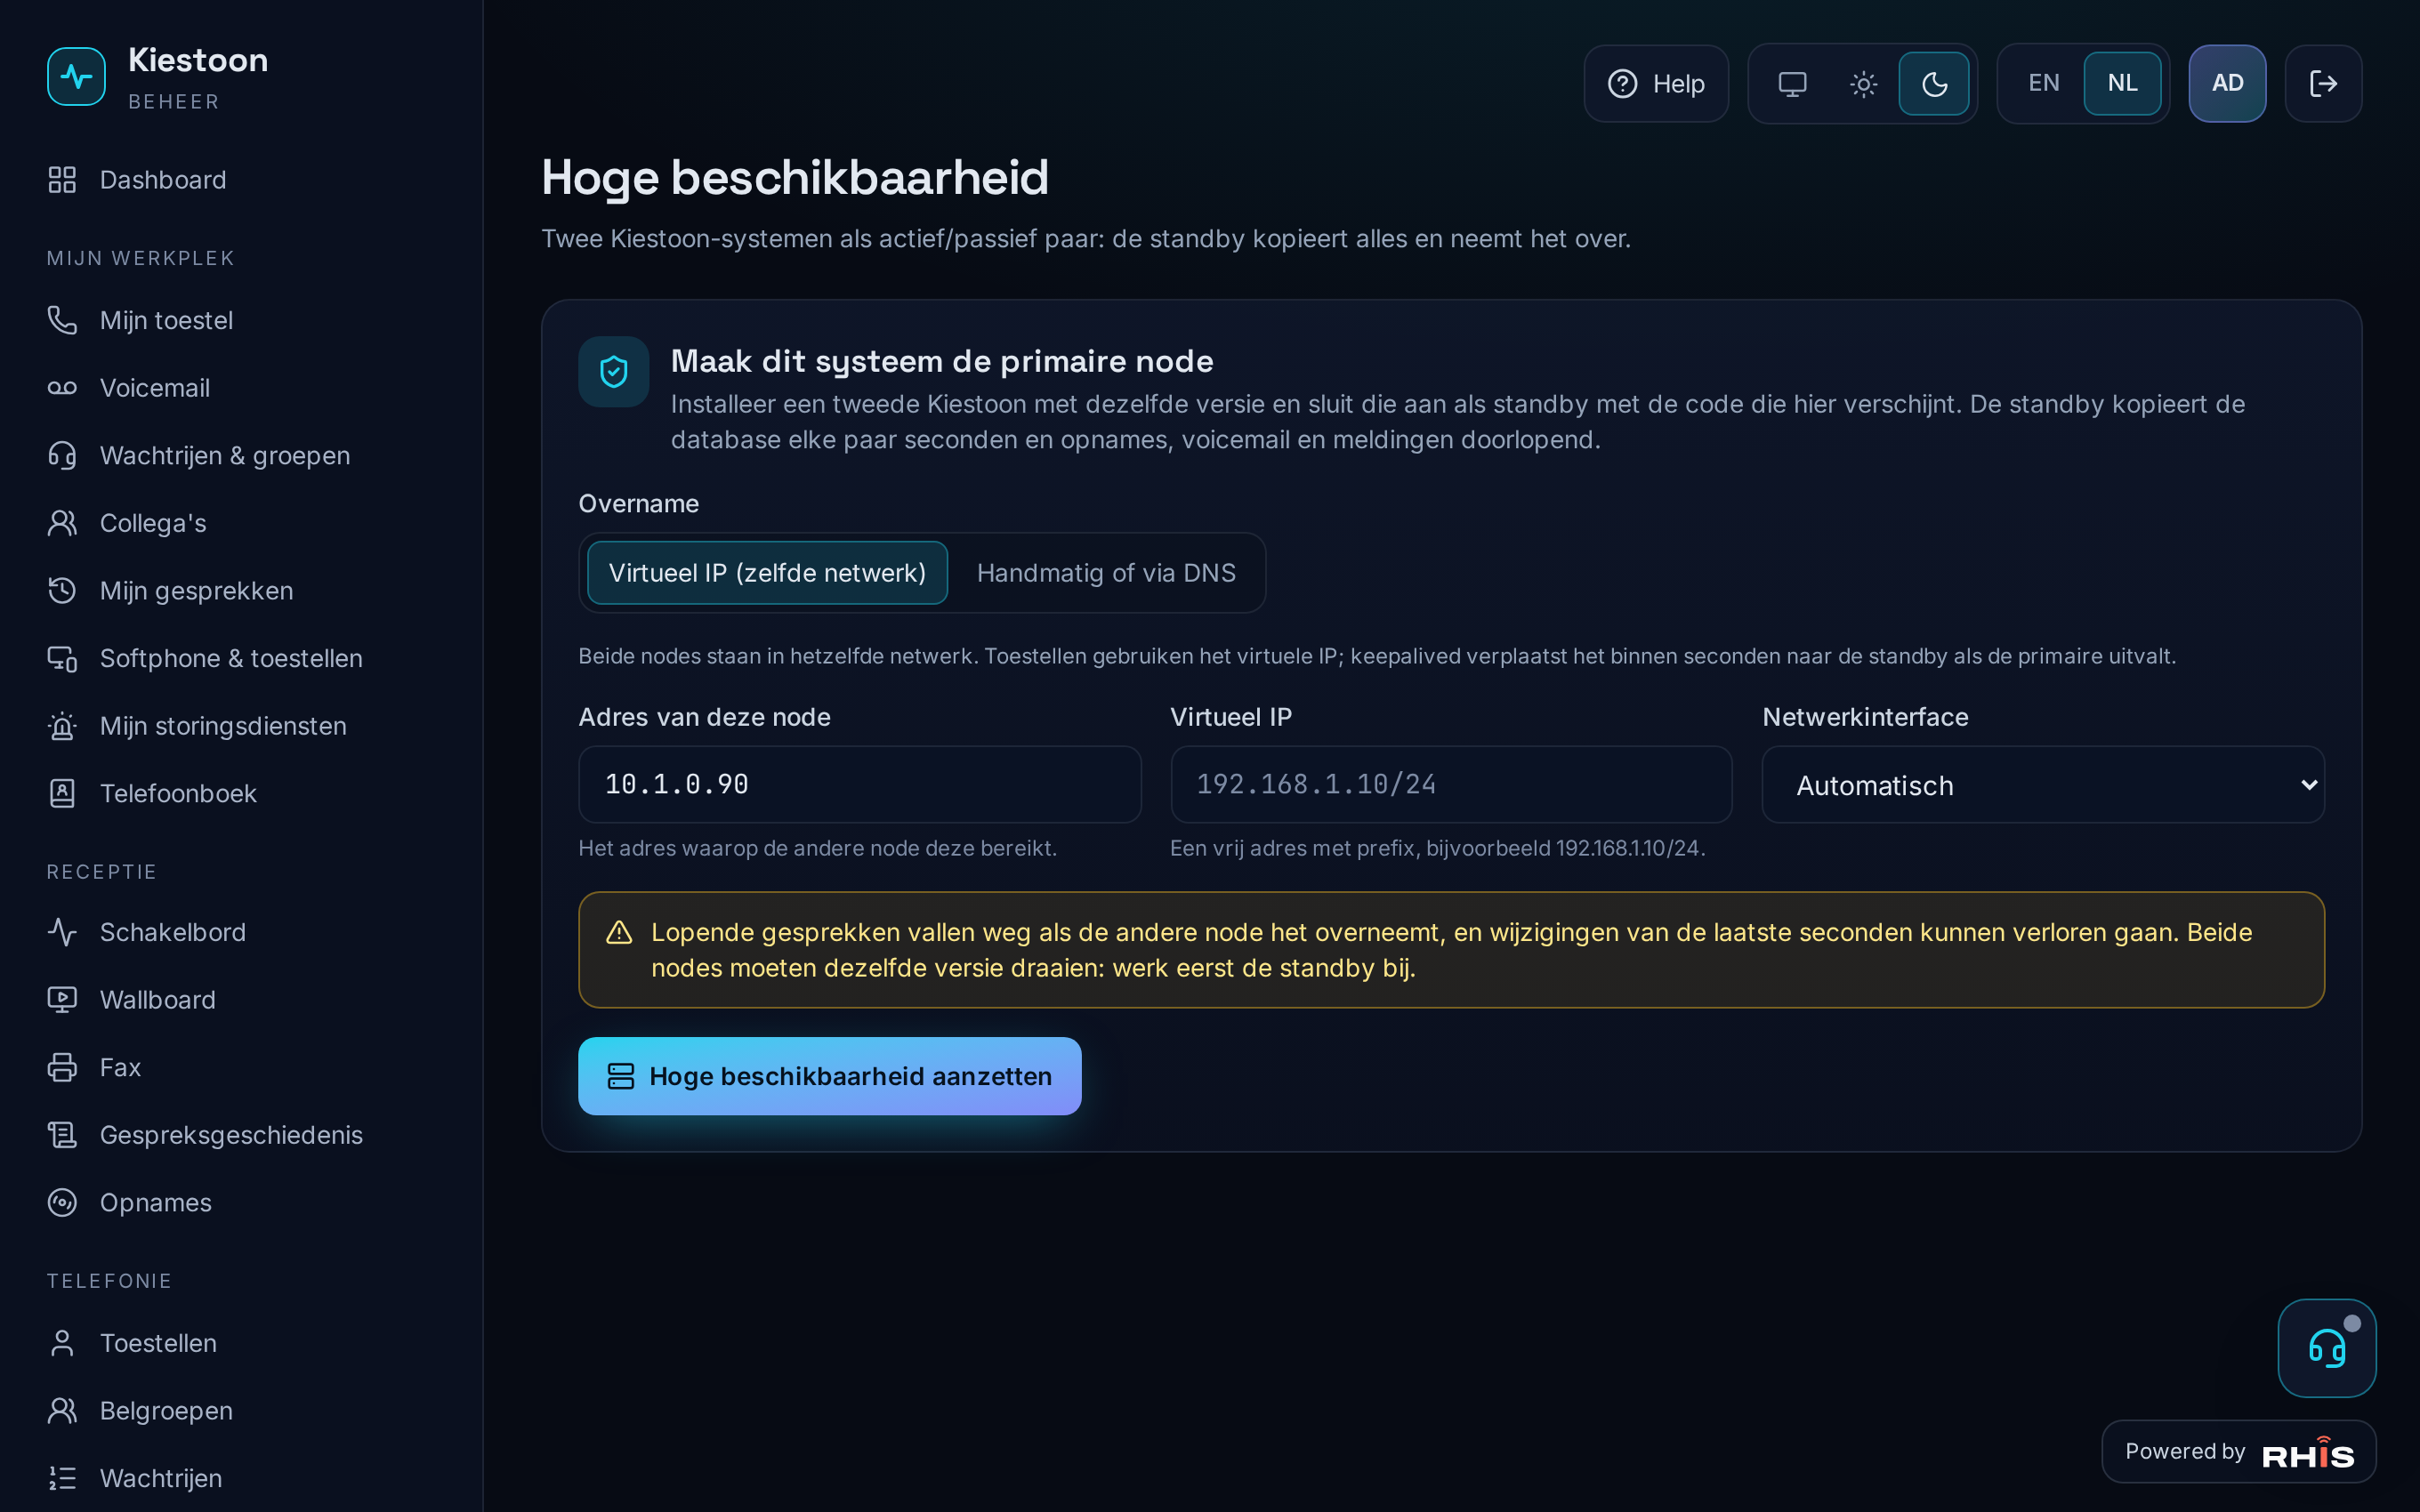 Kiestoon
BEHEER
Dashboard
MIJN WERKPLEK
Mijn toestel
Voicemail
Wachtrijen & groepen
Collega's
Mijn gesprekken
Softphone & toestellen
Mijn storingsdiensten
Telefoonboek
RECEPTIE
Schakelbord
Wallboard
Fax
Gespreksgeschiedenis
Opnames
TELEFONIE
Toestellen
Belgroepen
Wachtrijen
Help
EN NL AD
Hoge beschikbaarheid
Twee Kiestoon-systemen als actief/passief paar: de standby kopieert alles en neemt het over.
Maak dit systeem de primaire node
Installeer een tweede Kiestoon met dezelfde versie en sluit die aan als standby met de code die hier verschijnt. De standby kopieert de
database elke paar seconden en opnames, voicemail en meldingen doorlopend.
Overname
Virtueel IP (zelfde netwerk) Handmatig of via DNS
Beide nodes staan in hetzelfde netwerk. Toestellen gebruiken het virtuele IP; keepalived verplaatst het binnen seconden naar de standby als de primaire uitvalt.
Adres van deze node Virtueel IP Netwerkinterface
10.1.0.90 192.168.1.10/24 Automatisch
Het adres waarop de andere node deze bereikt. Een vrij adres met prefix, bijvoorbeeld 192.168.1.10/24.
Lopende gesprekken vallen weg als de andere node het overneemt, en wijzigingen van de laatste seconden kunnen verloren gaan. Beide
nodes moeten dezelfde versie draaien: werk eerst de standby bij.
Hoge beschikbaarheid aanzetten
Powered by RHIS